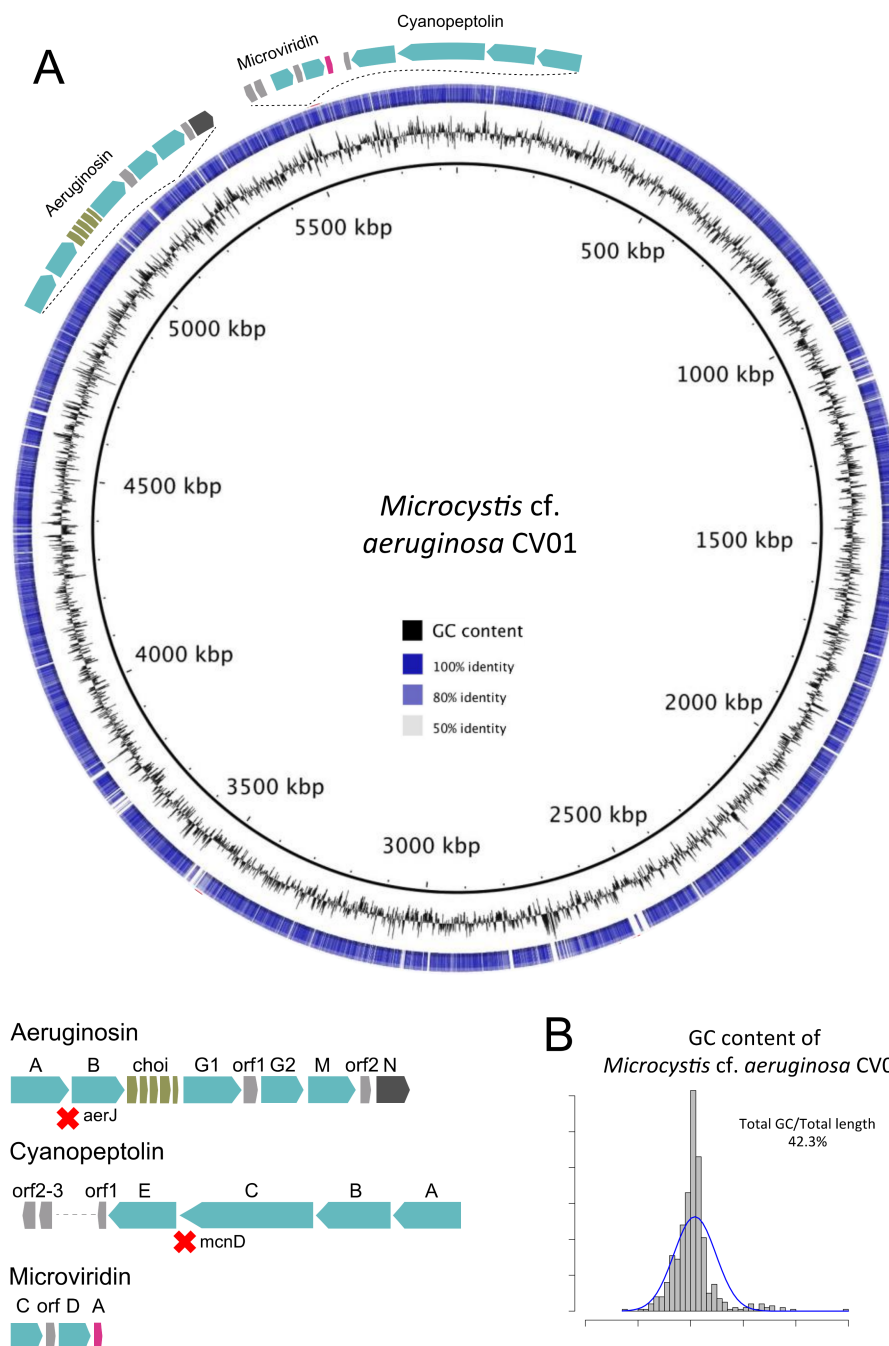 A
Cyanopeptolin
Microviridin
Aeruginosin
5500 kbp
500 kbp
5000 kbp
1000 kbp
4500 kbp
1500 kbp
Microcystis cf.
aeruginosa CV01
GC content
100% identity
80% identity
50% identity
4000 kbp
2000 kbp
3500 kbp
2500 kbp
3000 kbp
Aeruginosin
A B choi G1 orf1 G2 M orf2 N
aerJ
Cyanopeptolin
orf2-3 orf1 E C B A
mcnD
Microviridin
C orf D A
B
GC content of
Microcystis cf. aeruginosa CV0
Total GC/Total length
42.3%